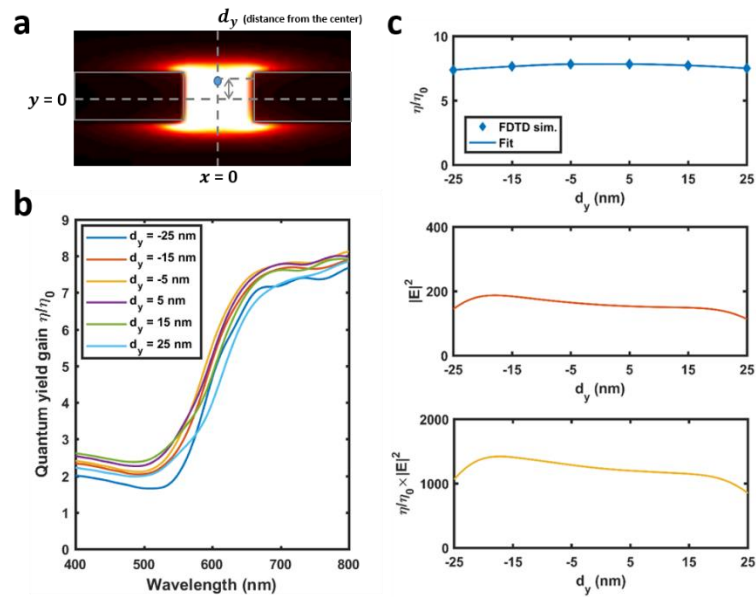 a
d_y (distance from the center)
y = 0
x = 0
b
Quantum yield gain η/η₀
9
8
7
6
5
4
3
2
1
0
d_y = -25 nm
d_y = -15 nm
d_y = -5 nm
d_y = 5 nm
d_y = 15 nm
d_y = 25 nm
400 500 600 700 800
Wavelength (nm)
c
η/η₀
10
5
0
FDTD sim.
Fit
-25 -15 -5 5 15 25
d_y (nm)
|E|²
400
200
0
-25 -15 -5 5 15 25
d_y (nm)
η/η₀×|E|²
2000
1000
0
-25 -15 -5 5 15 25
d_y (nm)